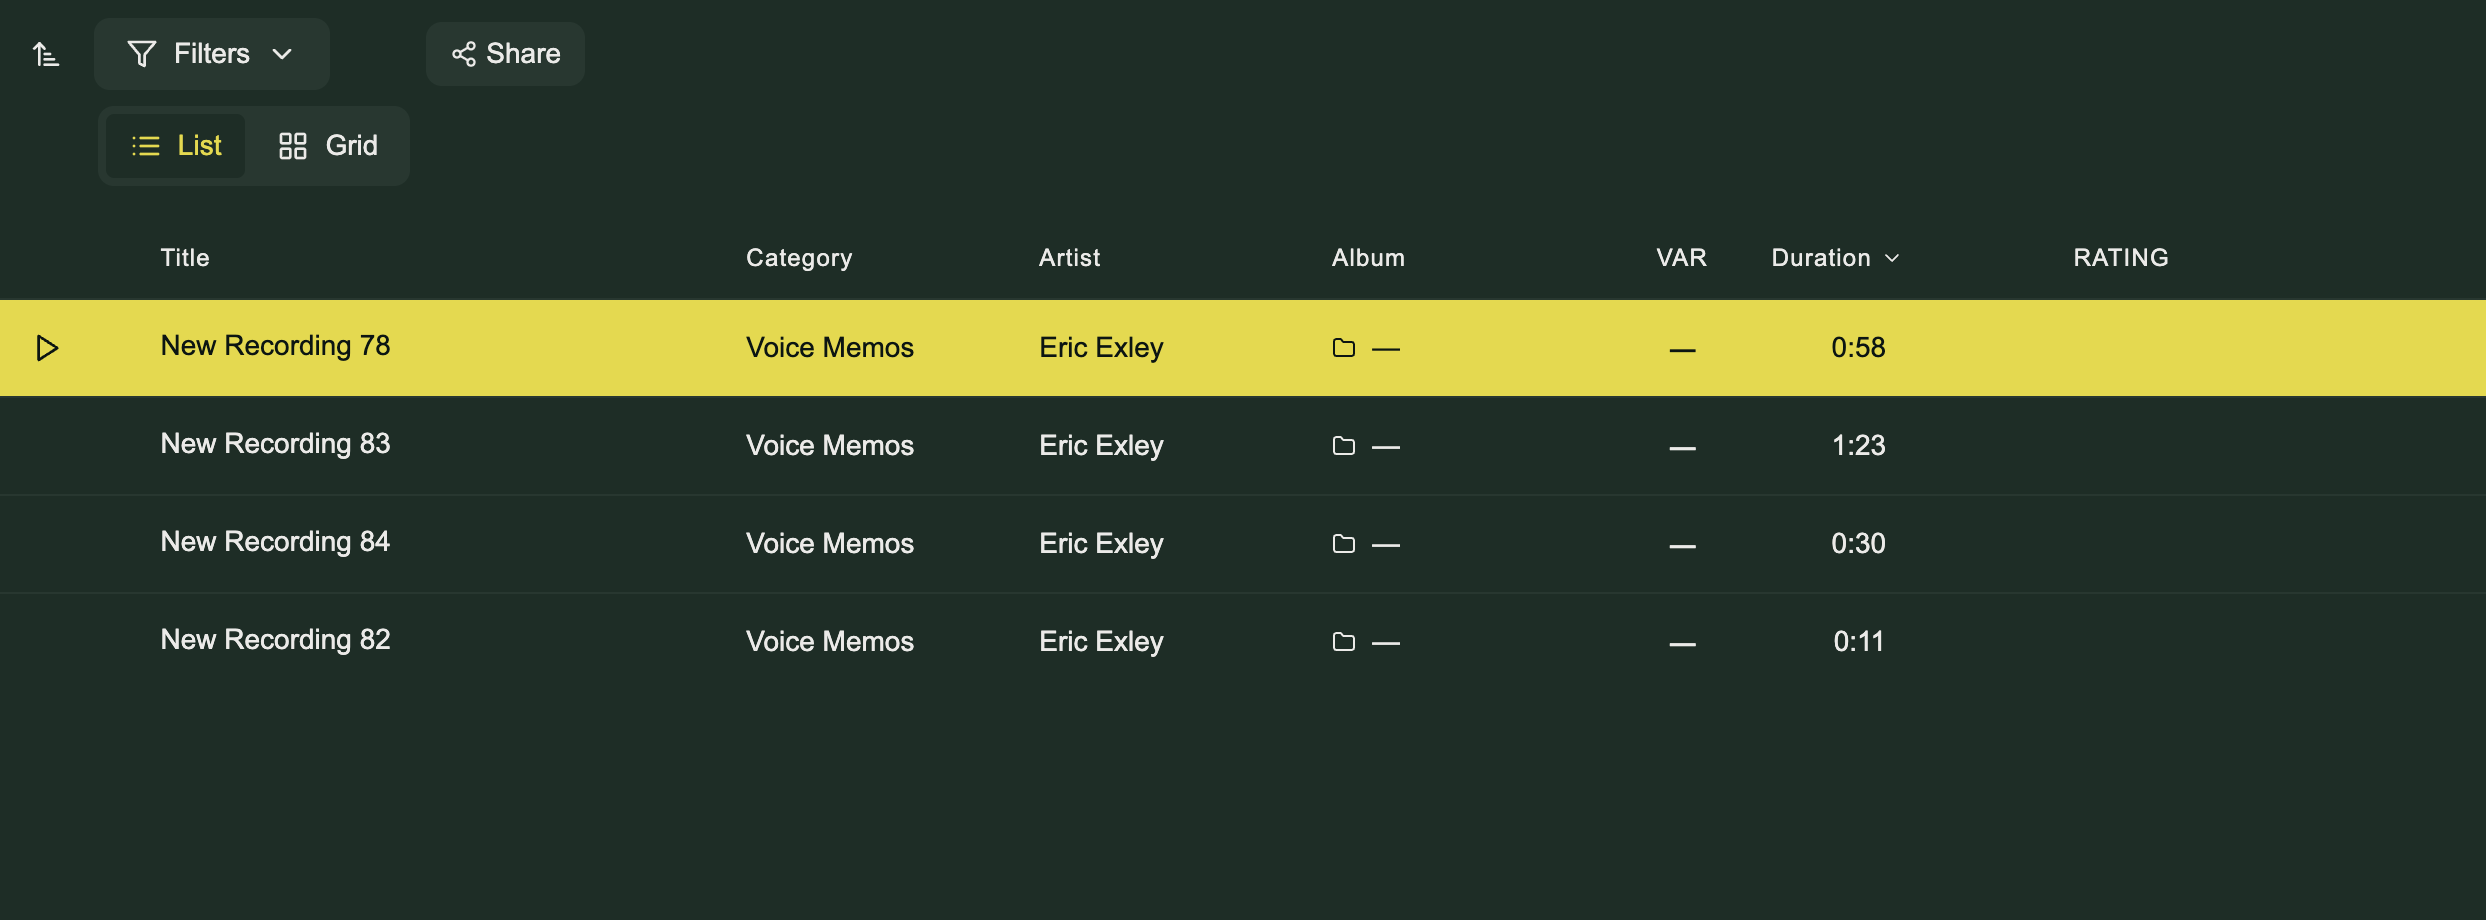 Filters Share
List Grid
Title Category Artist Album VAR Duration RATING
New Recording 78 Voice Memos Eric Exley — — 0:58
New Recording 83 Voice Memos Eric Exley — — 1:23
New Recording 84 Voice Memos Eric Exley — — 0:30
New Recording 82 Voice Memos Eric Exley — — 0:11